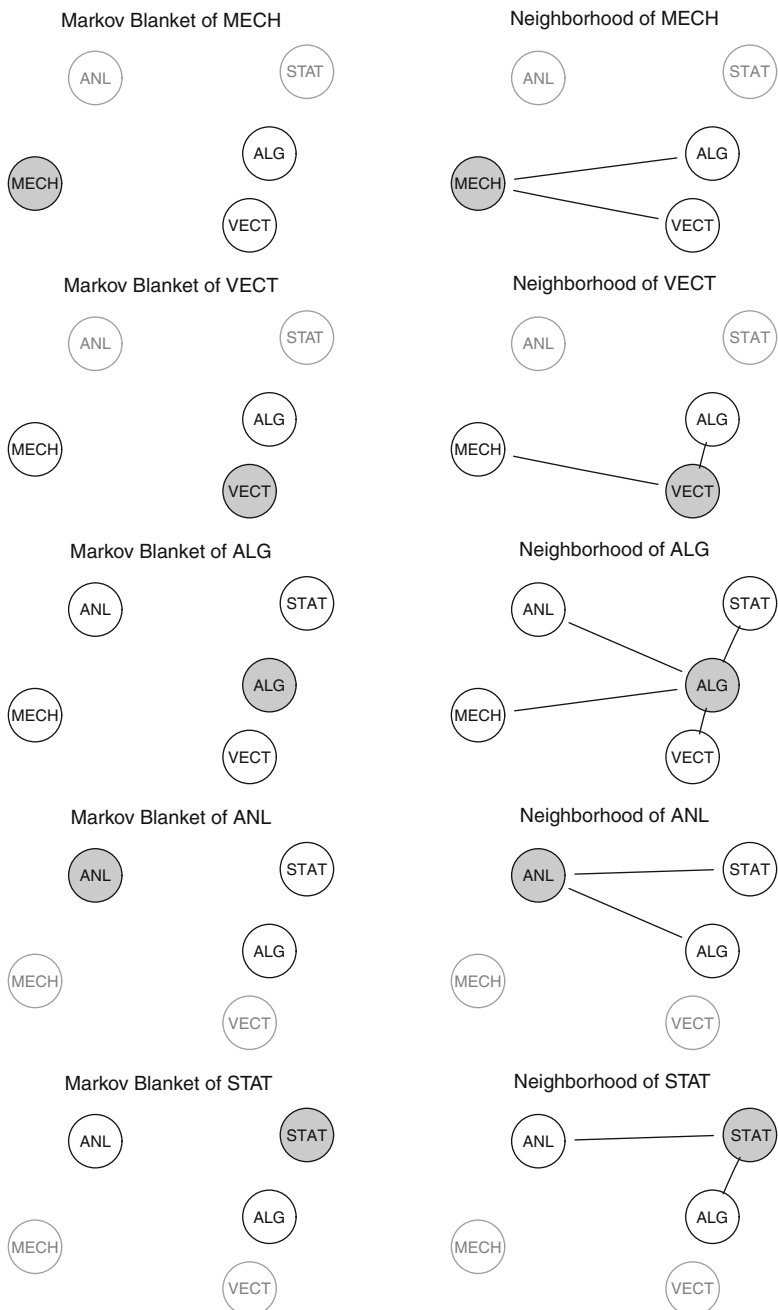 Markov Blanket of MECH
ANL
STAT
ALG
MECH
VECT
Neighborhood of MECH
ANL
STAT
ALG
MECH
VECT
Markov Blanket of VECT
ANL
STAT
ALG
MECH
VECT
Neighborhood of VECT
ANL
STAT
ALG
MECH
VECT
Markov Blanket of ALG
ANL
STAT
ALG
MECH
VECT
Neighborhood of ALG
ANL
STAT
ALG
MECH
VECT
Markov Blanket of ANL
ANL
STAT
ALG
MECH
VECT
Neighborhood of ANL
ANL
STAT
ALG
MECH
VECT
Markov Blanket of STAT
ANL
STAT
ALG
MECH
VECT
Neighborhood of STAT
ANL
STAT
ALG
MECH
VECT